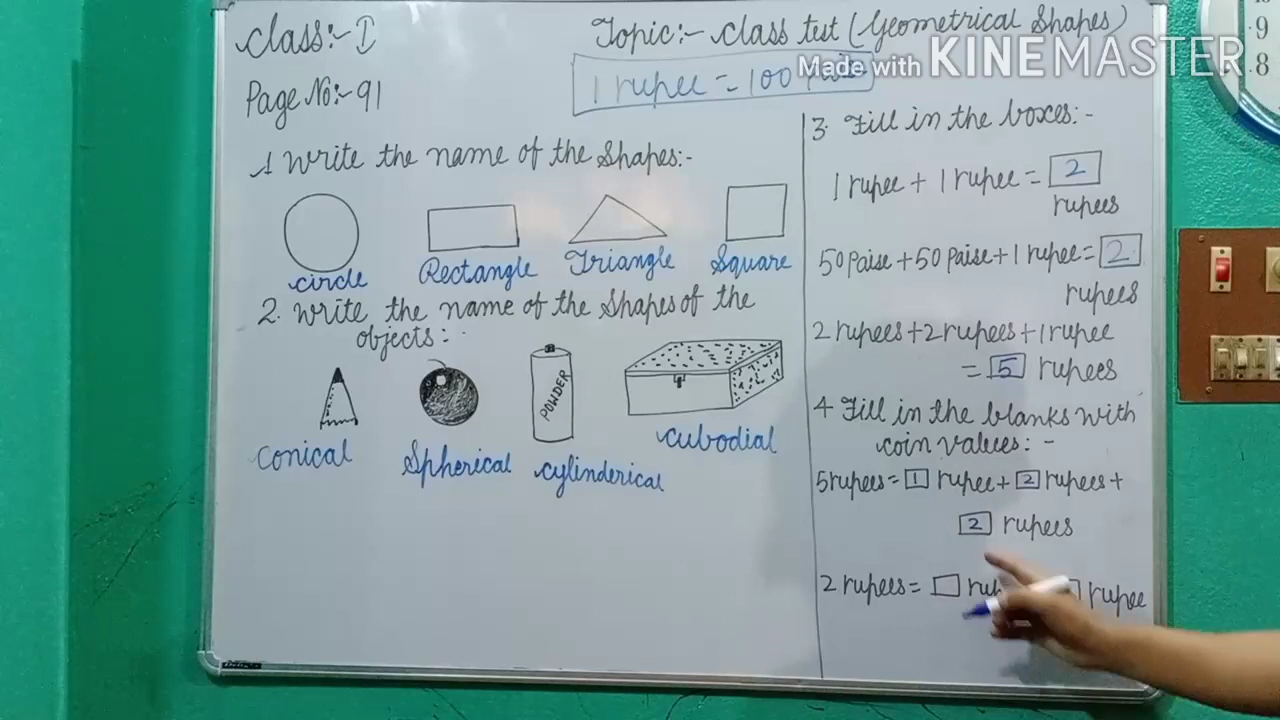 Class:- I
Topic:- Class test (Geometrical Shapes)
Made with KINEMASTER
1 rupee = 100 paise
Page No:- 91
1. Write the name of the Shapes:-
Circle Rectangle Triangle Square
2. Write the name of the Shapes of the
objects:-
POWDER
Conical Spherical Cylinderical Cubodial
3. Fill in the boxes:-
1 rupee + 1 rupee = 2
rupees
50 Paise + 50 Paise + 1 rupee = 2
rupees
2 rupees + 2 rupees + 1 rupee
= 5 rupees
4. Fill in the blanks with
coin values:-
5 rupees = 1 rupee + 2 rupees +
2 rupees
2 rupees = rupee
9
8